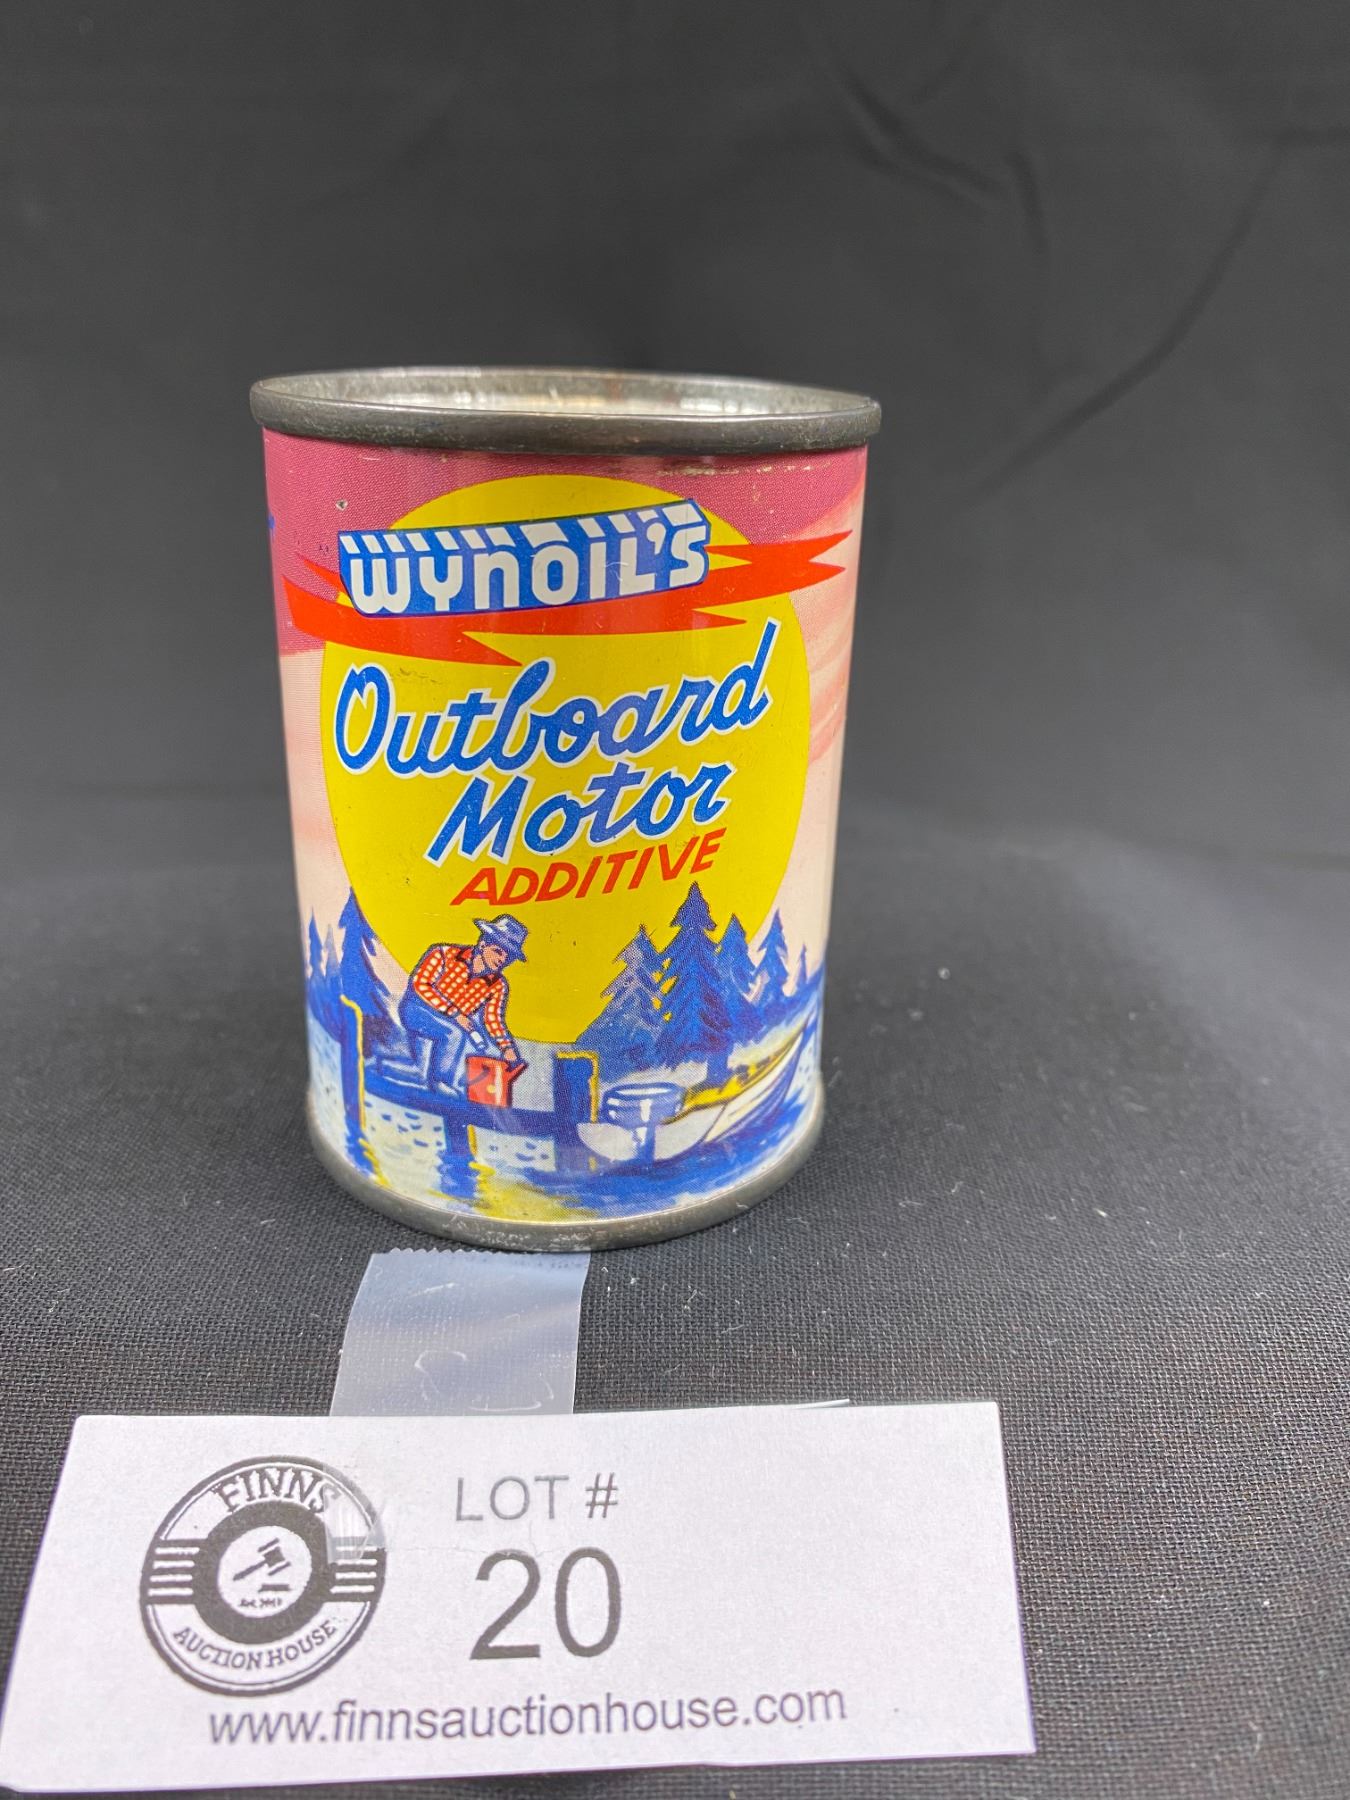 WYNOIL'S
Outboard
Motor
ADDITIVE
FINNS
AUCTION HOUSE
LOT #
20
www.finnsauctionhouse.com